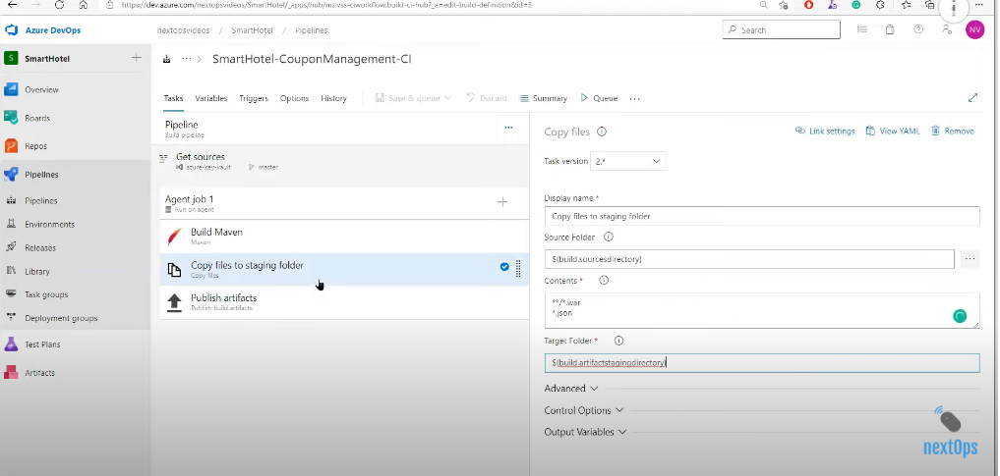 https://dev.azure.com/nextopsvideos/SmartHotel/_apps/hub/ms.vss-ciworkflow.build-ci-hub?_a=edit-build-definition&id=3
Azure DevOps
nextopsvideos / SmartHotel / Pipelines
Search
NV
S SmartHotel
SmartHotel-CouponManagement-CI
Overview
Boards
Repos
Pipelines
Pipelines
Environments
Releases
Library
Task groups
Deployment groups
Test Plans
Artifacts
Tasks Variables Triggers Options History Save & queue Discard Summary Queue ...
Pipeline
Build pipeline
Get sources
azure-key-vault master
Agent job 1
Run on agent
Build Maven
Maven
Copy files to staging folder
Copy files
Publish artifacts
Publish build artifacts
Copy files
Link settings View YAML Remove
Task version 2.*
Display name *
Copy files to staging folder
Source Folder
$(build.sourcesdirectory)
Contents *
**/*.war
*.json
Target Folder *
$(build.artifactstagingdirectory)
Advanced
Control Options
Output Variables
nextOps